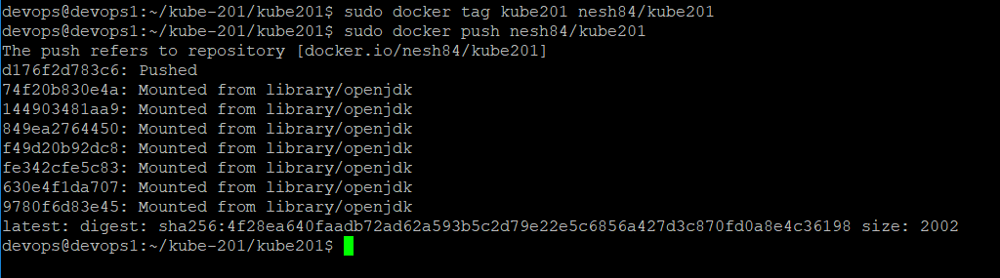 devops@devops1:~/kube-201/kube201$ sudo docker tag kube201 nesh84/kube201
devops@devops1:~/kube-201/kube201$ sudo docker push nesh84/kube201
The push refers to repository [docker.io/nesh84/kube201]
d176f2d783c6: Pushed
74f20b830e4a: Mounted from library/openjdk
144903481aa9: Mounted from library/openjdk
849ea2764450: Mounted from library/openjdk
f49d20b92dc8: Mounted from library/openjdk
fe342cfe5c83: Mounted from library/openjdk
630e4f1da707: Mounted from library/openjdk
9780f6d83e45: Mounted from library/openjdk
latest: digest: sha256:4f28ea640faadb72ad62a593b5c2d79e22e5c6856a427d3c870fd0a8e4c36198 size: 2002
devops@devops1:~/kube-201/kube201$